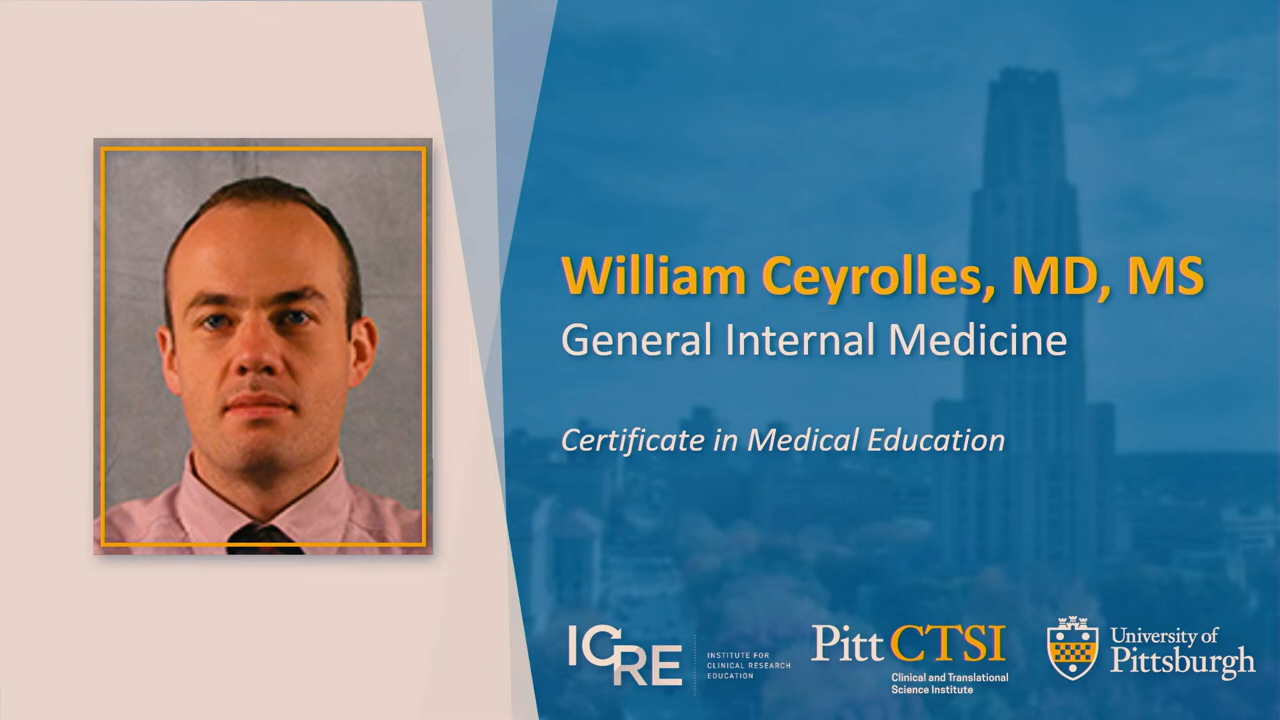 William Ceyrolles, MD, MS
General Internal Medicine
Certificate in Medical Education
ICRE
INSTITUTE FOR
CLINICAL RESEARCH
EDUCATION
Pitt CTSI
Clinical and Translational
Science Institute
University of
Pittsburgh